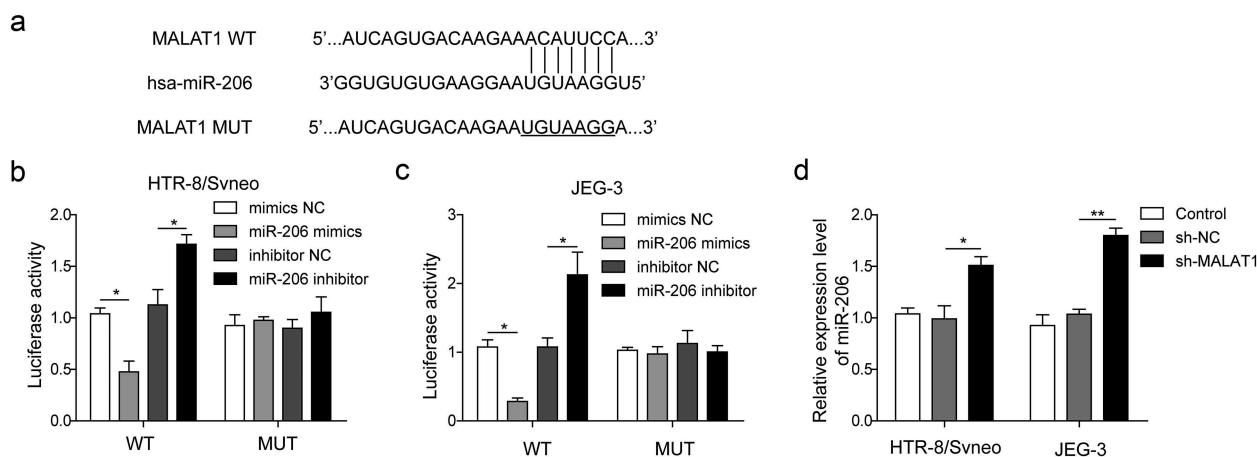 a
MALAT1 WT 5’...AUCAGUGACAAGAAACAUUCCA...3’
hsa-miR-206 3’GGUGUGUGAAGGAAUGUAAGGU5’
MALAT1 MUT 5’...AUCAGUGACAAGAAUGUAAGGA...3’
b
HTR-8/Svneo
mimics NC
miR-206 mimics
inhibitor NC
miR-206 inhibitor
Luciferase activity
2.0
1.5
1.0
0.5
0.0
*
*
WT
MUT
c
JEG-3
mimics NC
miR-206 mimics
inhibitor NC
miR-206 inhibitor
Luciferase activity
3
2
1
0
*
*
WT
MUT
d
Control
sh-NC
sh-MALAT1
Relative expression level
of miR-206
2.0
1.5
1.0
0.5
0.0
*
**
HTR-8/Svneo
JEG-3